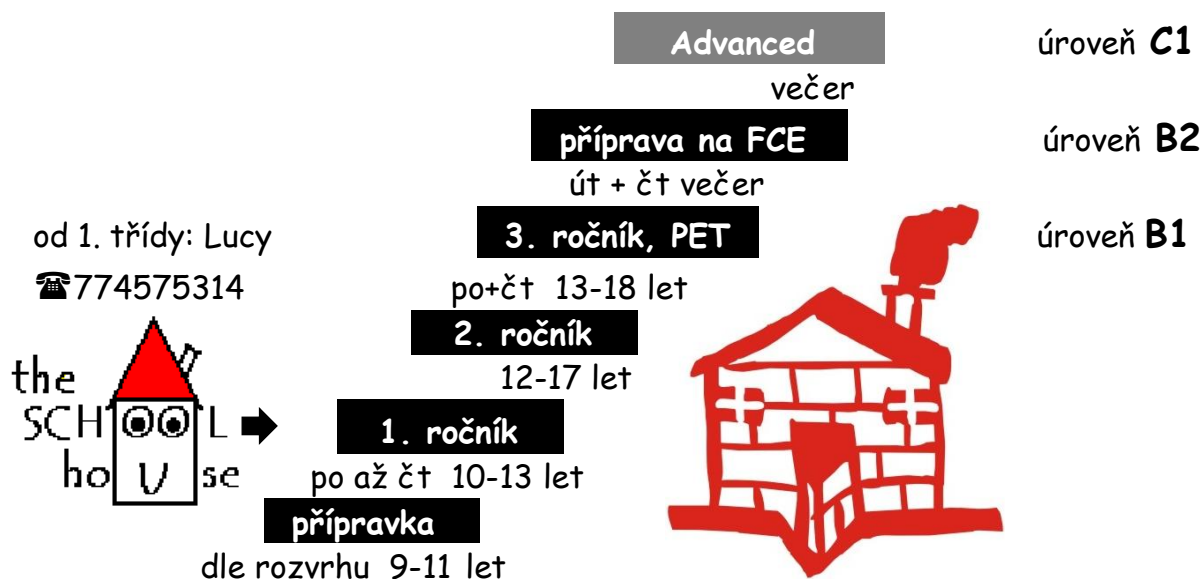 Advanced úroveň C1
večer
příprava na FCE úroveň B2
út + čt večer
od 1. třídy: Lucy 3. ročník, PET úroveň B1
☎774575314 po+čt 13-18 let
2. ročník
12-17 let
the
SCHOOL
house
1. ročník
po až čt 10-13 let
přípravka
dle rozvrhu 9-11 let